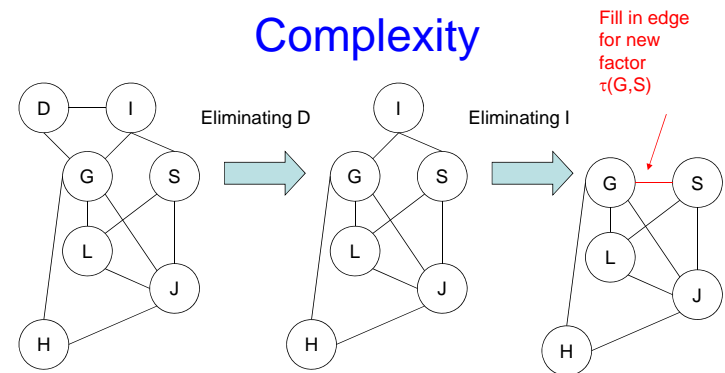 Complexity
Fill in edge
for new
factor
τ(G,S)
Eliminating D
Eliminating I
D
I
G
S
L
J
H
I
G
S
L
J
H
G
S
L
J
H